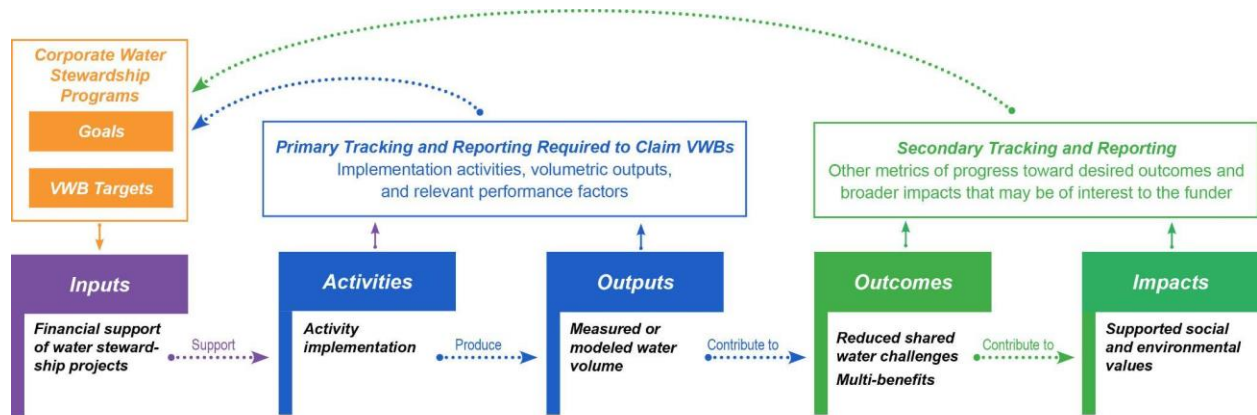 Corporate Water
Stewardship
Programs
Goals
VWB Targets
Primary Tracking and Reporting Required to Claim VWBs
Implementation activities, volumetric outputs,
and relevant performance factors
Secondary Tracking and Reporting
Other metrics of progress toward desired outcomes and
broader impacts that may be of interest to the funder
Inputs
Financial support
of water steward-
ship projects
Support
Activities
Activity
implementation
Produce
Outputs
Measured or
modeled water
volume
Contribute to
Outcomes
Reduced shared
water challenges
Multi-benefits
Contribute to
Impacts
Supported social
and environmental
values